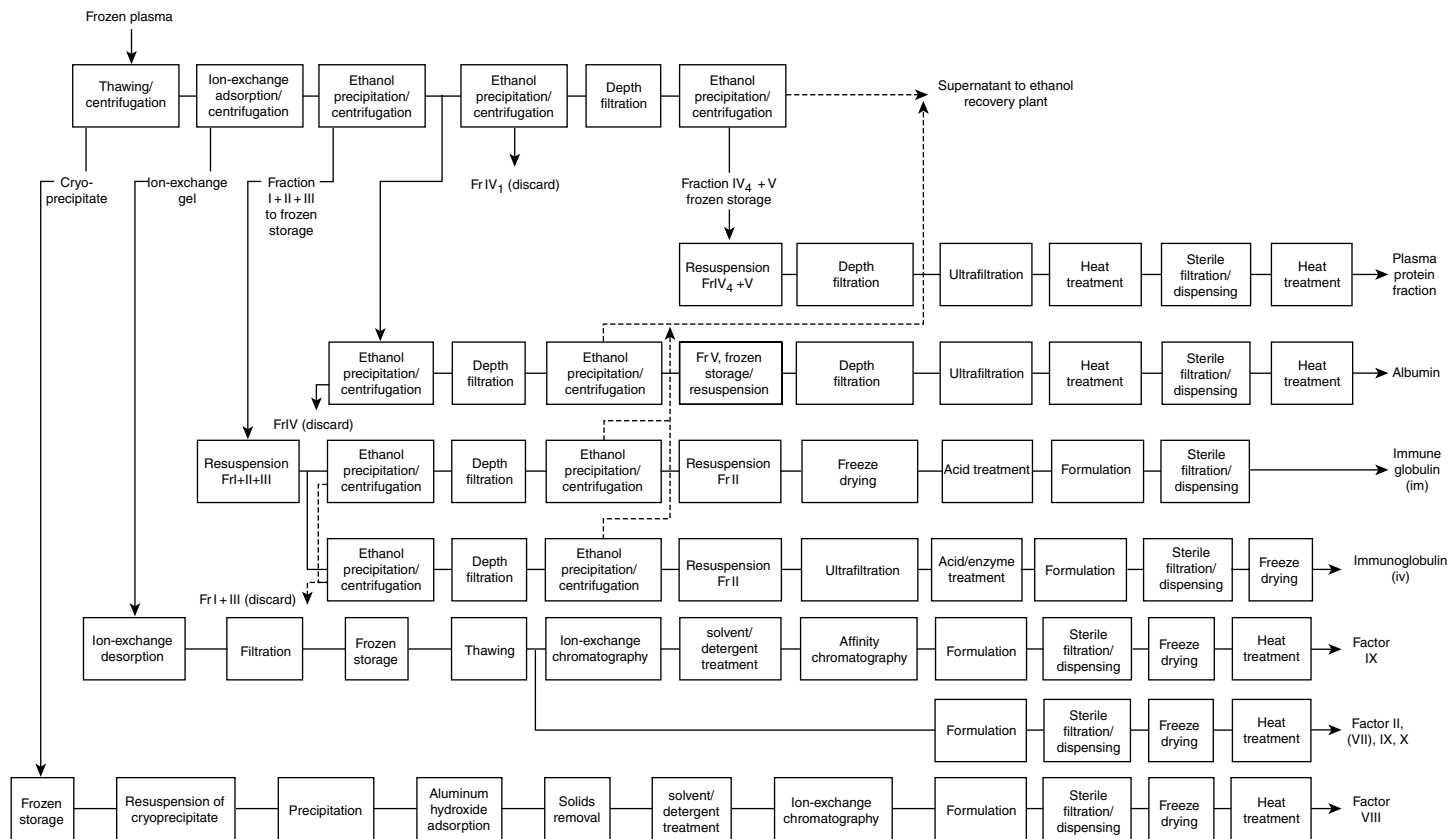 Frozen plasma
Thawing/
centrifugation
Ion-exchange
adsorption/
centrifugation
Ethanol
precipitation/
centrifugation
Ethanol
precipitation/
centrifugation
Depth
filtration
Ethanol
precipitation/
centrifugation
Supernatant to ethanol
recovery plant
Cryo-
precipitate
Ion-exchange
gel
Fraction
I + II + III
to frozen
storage
Fr IV1 (discard)
Fraction IV4 + V
frozen storage
Resuspension
FrIV4 +V
Depth
filtration
Ultrafiltration
Heat
treatment
Sterile
filtration/
dispensing
Heat
treatment
Plasma
protein
fraction
Ethanol
precipitation/
centrifugation
Depth
filtration
Ethanol
precipitation/
centrifugation
Fr V, frozen
storage/
resuspension
Depth
filtration
Ultrafiltration
Heat
treatment
Sterile
filtration/
dispensing
Heat
treatment
Albumin
FrIV (discard)
Resuspension
FrI+II+III
Ethanol
precipitation/
centrifugation
Depth
filtration
Ethanol
precipitation/
centrifugation
Resuspension
Fr II
Freeze
drying
Acid treatment
Formulation
Sterile
filtration/
dispensing
Immune
globulin
(im)
Ethanol
precipitation/
centrifugation
Depth
filtration
Ethanol
precipitation/
centrifugation
Resuspension
Fr II
Ultrafiltration
Acid/enzyme
treatment
Formulation
Sterile
filtration/
dispensing
Freeze
drying
Immunoglobulin
(iv)
Fr I + III (discard)
Ion-exchange
desorption
Filtration
Frozen
storage
Thawing
Ion-exchange
chromatography
solvent/
detergent
treatment
Affinity
chromatography
Formulation
Sterile
filtration/
dispensing
Freeze
drying
Heat
treatment
Factor
IX
Formulation
Sterile
filtration/
dispensing
Freeze
drying
Heat
treatment
Factor II,
(VII), IX, X
Frozen
storage
Resuspension of
cryoprecipitate
Precipitation
Aluminum
hydroxide
adsorption
Solids
removal
solvent/
detergent
treatment
Ion-exchange
chromatography
Formulation
Sterile
filtration/
dispensing
Freeze
drying
Heat
treatment
Factor
VIII